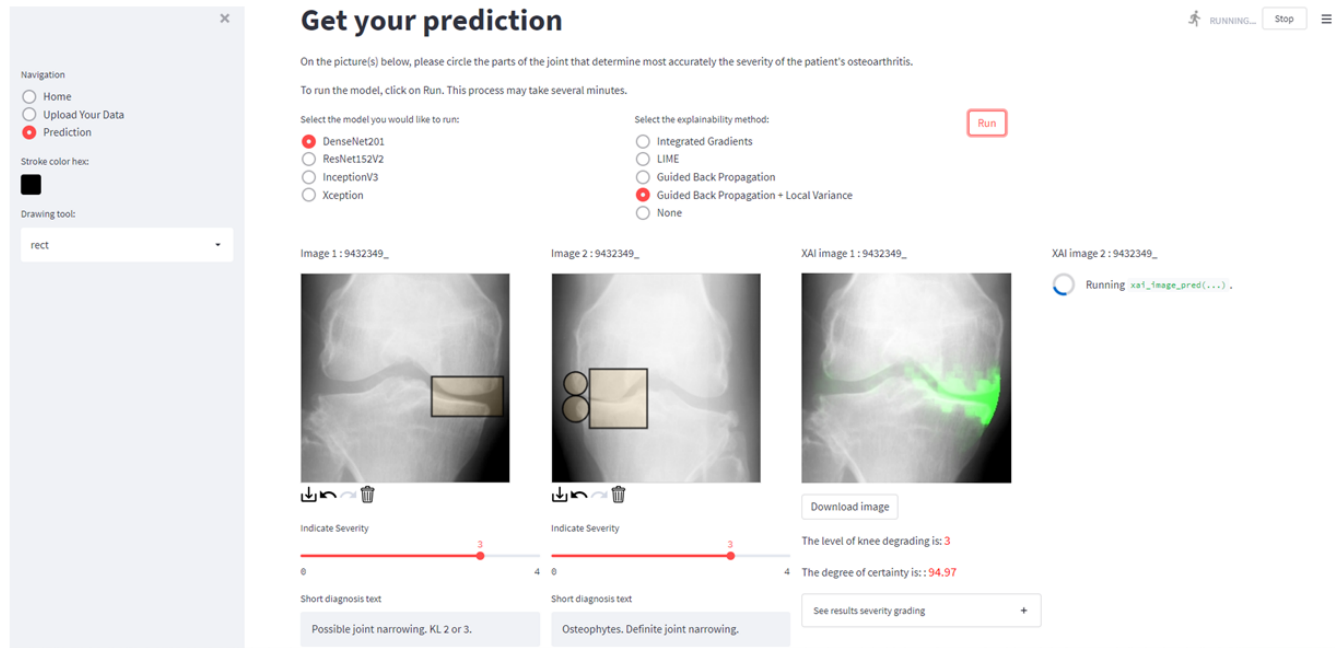 ×
Navigation
Home
Upload Your Data
Prediction
Stroke color hex:
Drawing tool:
rect
Get your prediction
RUNNING...
Stop
On the picture(s) below, please circle the parts of the joint that determine most accurately the severity of the patient's osteoarthritis.
To run the model, click on Run. This process may take several minutes.
Select the model you would like to run:
DenseNet201
ResNet152V2
InceptionV3
Xception
Select the explainability method:
Integrated Gradients
LIME
Guided Back Propagation
Guided Back Propagation + Local Variance
None
Run
Image 1 : 9432349_
Image 2 : 9432349_
XAI image 1 : 9432349_
XAI image 2 : 9432349_
Running xai_image_pred(...) .
Indicate Severity
3
0 4
Short diagnosis text
Possible joint narrowing. KL 2 or 3.
Indicate Severity
3
0 4
Short diagnosis text
Osteophytes. Definite joint narrowing.
Download image
The level of knee degrading is: 3
The degree of certainty is: : 94.97
See results severity grading +